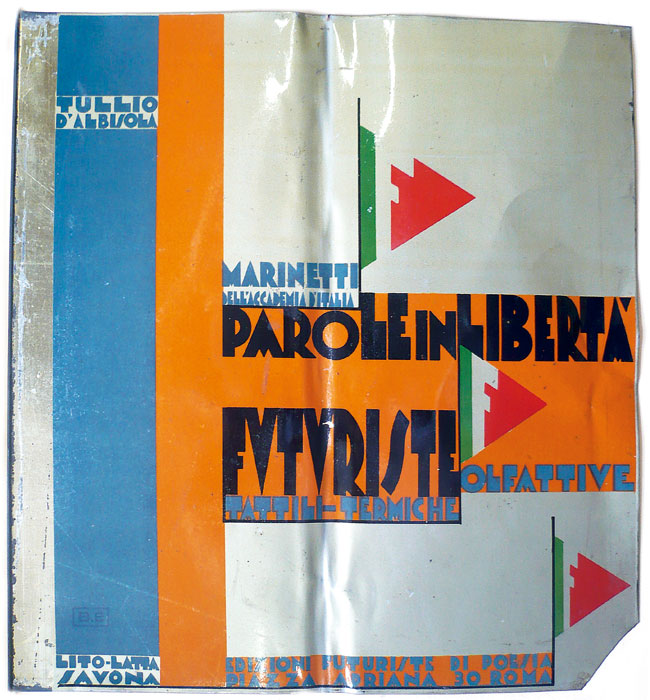 TULLIO
D'ALBISOLA
MARINETTI
DELL'ACCADEMIA D'ITALIA
PAROLE IN LIBERTÀ
FVTVRISTE
TATTILI-TERMICHE
OLFATTIVE
LITO-LATTA
SAVONA
EDIZIONI FUTURISTE DI POESIA
PIAZZA ADRIANA 30 ROMA